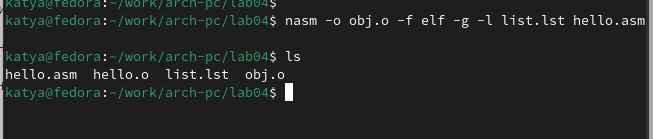 katya@fedora:~/work/arch-pc/lab04$
katya@fedora:~/work/arch-pc/lab04$ nasm -o obj.o -f elf -g -l list.lst hello.asm
katya@fedora:~/work/arch-pc/lab04$ ls
hello.asm  hello.o  list.lst  obj.o
katya@fedora:~/work/arch-pc/lab04$